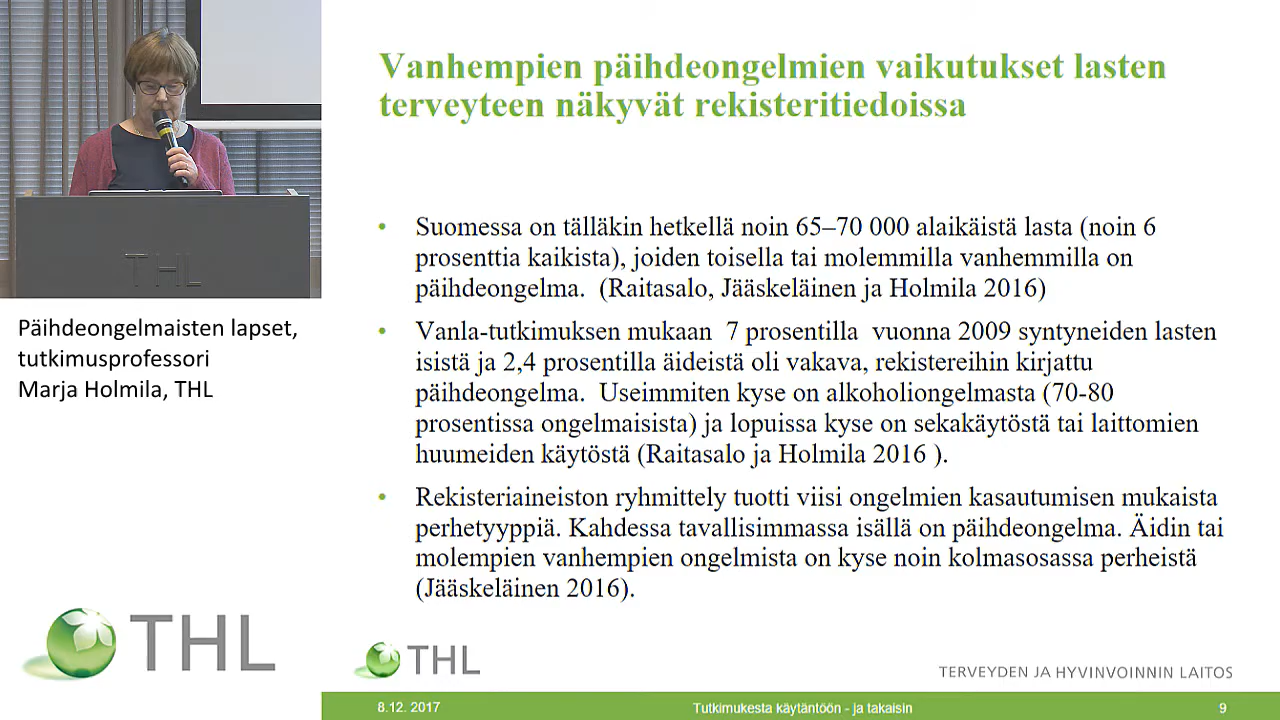 THL
Päihdeongelmaisten lapset,
tutkimusprofessori
Marja Holmila, THL
THL
Vanhempien päihdeongelmien vaikutukset lasten
terveyteen näkyvät rekisteritiedoissa
• Suomessa on tälläkin hetkellä noin 65–70 000 alaikäistä lasta (noin 6
prosenttia kaikista), joiden toisella tai molemmilla vanhemmilla on
päihdeongelma. (Raitasalo, Jääskeläinen ja Holmila 2016)
• Vanla-tutkimuksen mukaan 7 prosentilla vuonna 2009 syntyneiden lasten
isistä ja 2,4 prosentilla äideistä oli vakava, rekistereihin kirjattu
päihdeongelma. Useimmiten kyse on alkoholiongelmasta (70-80
prosentissa ongelmaisista) ja lopuissa kyse on sekakäytöstä tai laittomien
huumeiden käytöstä (Raitasalo ja Holmila 2016 ).
• Rekisteriaineiston ryhmittely tuotti viisi ongelmien kasautumisen mukaista
perhetyyppiä. Kahdessa tavallisimmassa isällä on päihdeongelma. Äidin tai
molempien vanhempien ongelmista on kyse noin kolmasosassa perheistä
(Jääskeläinen 2016).
THL
TERVEYDEN JA HYVINVOINNIN LAITOS
8.12. 2017
Tutkimukesta käytäntöön - ja takaisin
9